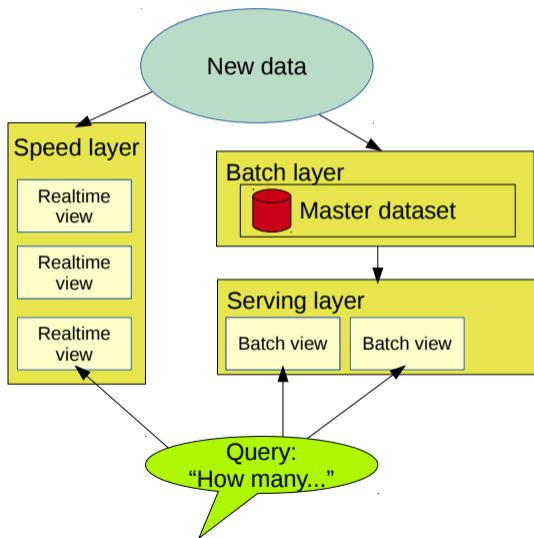 New data
Speed layer
Realtime
view
Realtime
view
Realtime
view
Batch layer
Master dataset
Serving layer
Batch view
Batch view
Query:
“How many...”